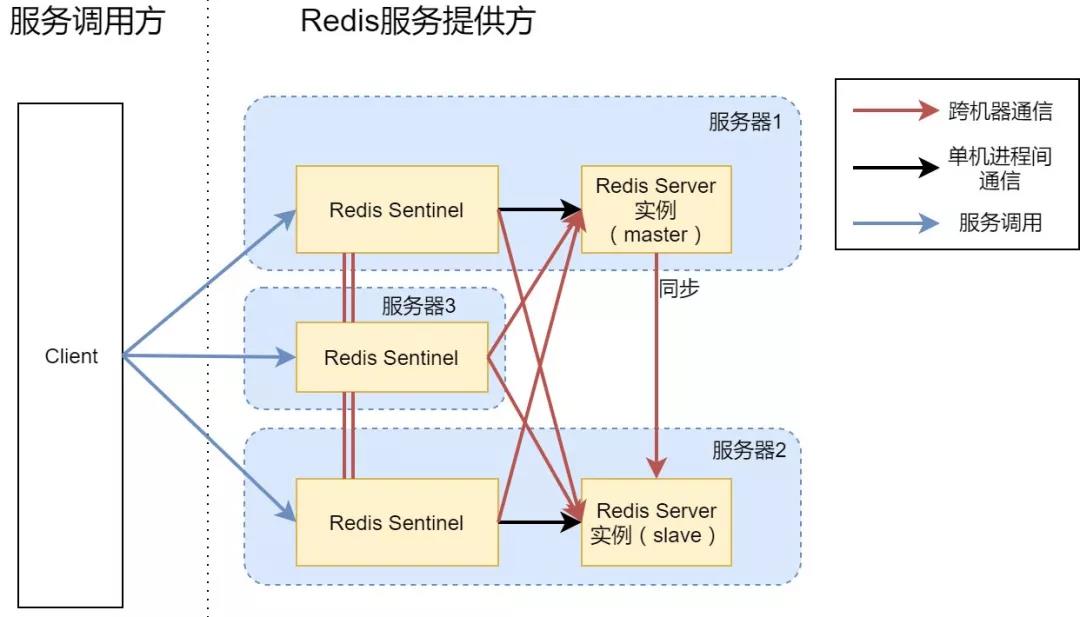 服务调用方
Redis服务提供方
服务器1
Redis Sentinel
Redis Server
实例
（master）
同步
服务器3
Redis Sentinel
Client
服务器2
Redis Sentinel
Redis Server
实例（slave）
跨机器通信
单机进程间
通信
服务调用